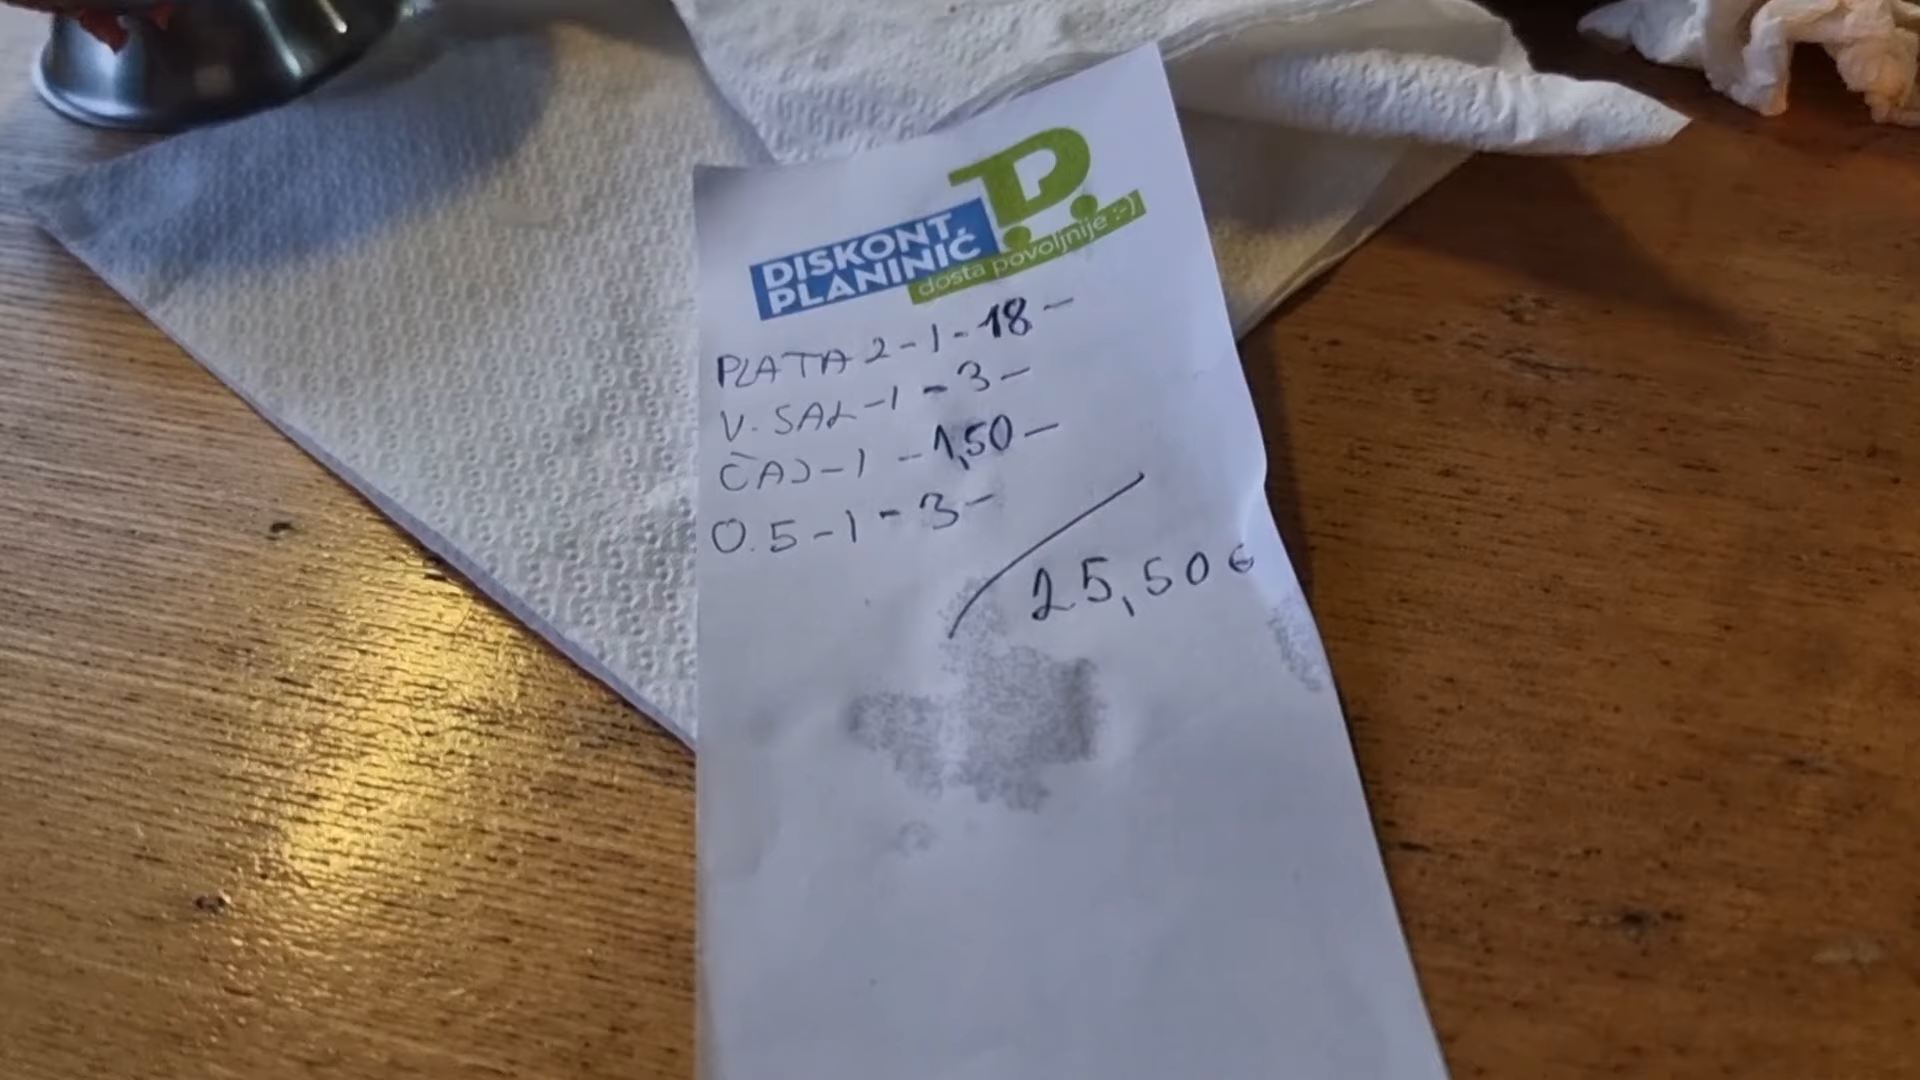 DISKONT
PLANINIĆ
dosta povoljnije :-)
PLATA 2-1-18-
V. SAL-1-3-
ČAJ-1-1,50-
0.5-1-3-
25,50€